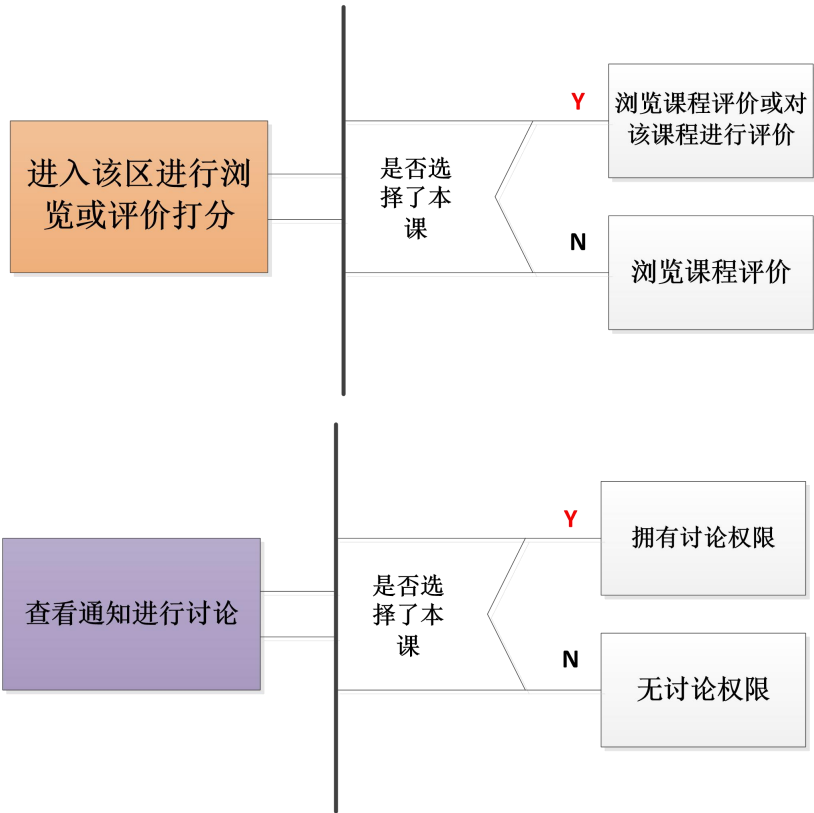 进入该区进行浏
览或评价打分
是否选
择了本
课
Y
浏览课程评价或对
该课程进行评价
N
浏览课程评价
查看通知进行讨论
是否选
择了本
课
Y
拥有讨论权限
N
无讨论权限